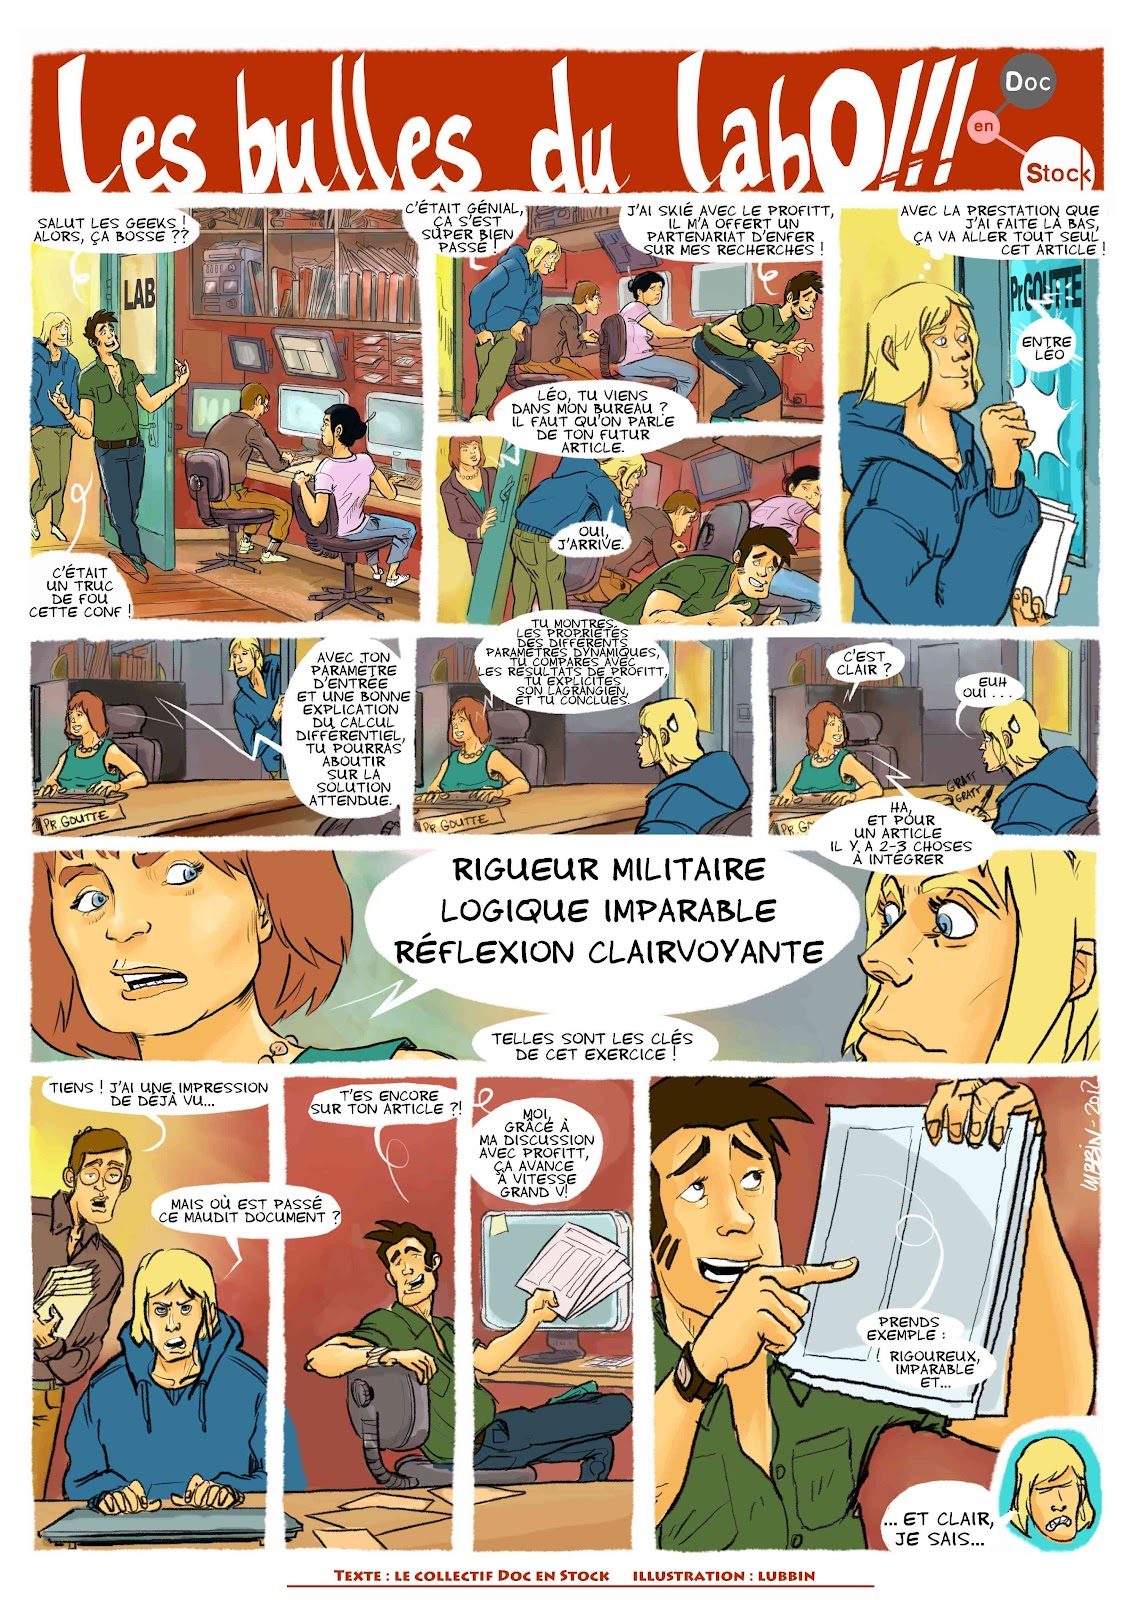 Les bulles du labO!!!
Doc
en
Stock
SALUT LES GEEKS !
ALORS, ÇA BOSSE ??
LAB
C'ÉTAIT
UN TRUC
DE FOU
CETTE CONF !
C'ÉTAIT GÉNIAL,
ÇA S'EST
SUPER BIEN
PASSÉ !
J'AI SKIÉ AVEC LE PROFITT,
IL M'A OFFERT UN
PARTENARIAT D'ENFER
SUR MES RECHERCHES !
LÉO, TU VIENS
DANS MON BUREAU ?
IL FAUT QU'ON PARLE
DE TON FUTUR
ARTICLE.
OUI,
J'ARRIVE.
AVEC LA PRESTATION QUE
J'AI FAITE LÀ BAS,
ÇA VA ALLER TOUT SEUL
CET ARTICLE !
Pr.GOUTTE
ENTRE
LÉO
AVEC TON
PARAMÈTRE
D'ENTRÉE
ET UNE BONNE
EXPLICATION
DU CALCUL
DIFFÉRENTIEL,
TU POURRAS
ABOUTIR
SUR LA
SOLUTION
ATTENDUE.
PR GOUTTE
TU MONTRES
LES PROPRIÉTÉS
DES DIFFÉRENTS
PARAMÈTRES DYNAMIQUES,
TU COMPARES AVEC
LES RÉSULTATS DE PROFITT,
TU EXPLICITES
SON LAGRANGIEN,
ET TU CONCLUES.
PR GOUTTE
C'EST
CLAIR ?
EUH
OUI . . .
GRATT
GRATT
HA,
ET POUR
UN ARTICLE
IL Y A 2-3 CHOSES
À INTÉGRER
PR GOUTTE
RIGUEUR MILITAIRE
LOGIQUE IMPARABLE
RÉFLEXION CLAIRVOYANTE
TELLES SONT LES CLÉS
DE CET EXERCICE !
TIENS ! J'AI UNE IMPRESSION
DE DÉJÀ VU...
MAIS OÙ EST PASSÉ
CE MAUDIT DOCUMENT ?
T'ES ENCORE
SUR TON ARTICLE ?!
MOI,
GRÂCE À
MA DISCUSSION
AVEC PROFITT,
ÇA AVANCE
À VITESSE
GRAND V!
LUBBIN-2012
PRENDS
EXEMPLE :
! RIGOUREUX,
IMPARABLE
ET...
... ET CLAIR,
JE SAIS...
TEXTE : LE COLLECTIF DOC EN STOCK ILLUSTRATION : LUBBIN